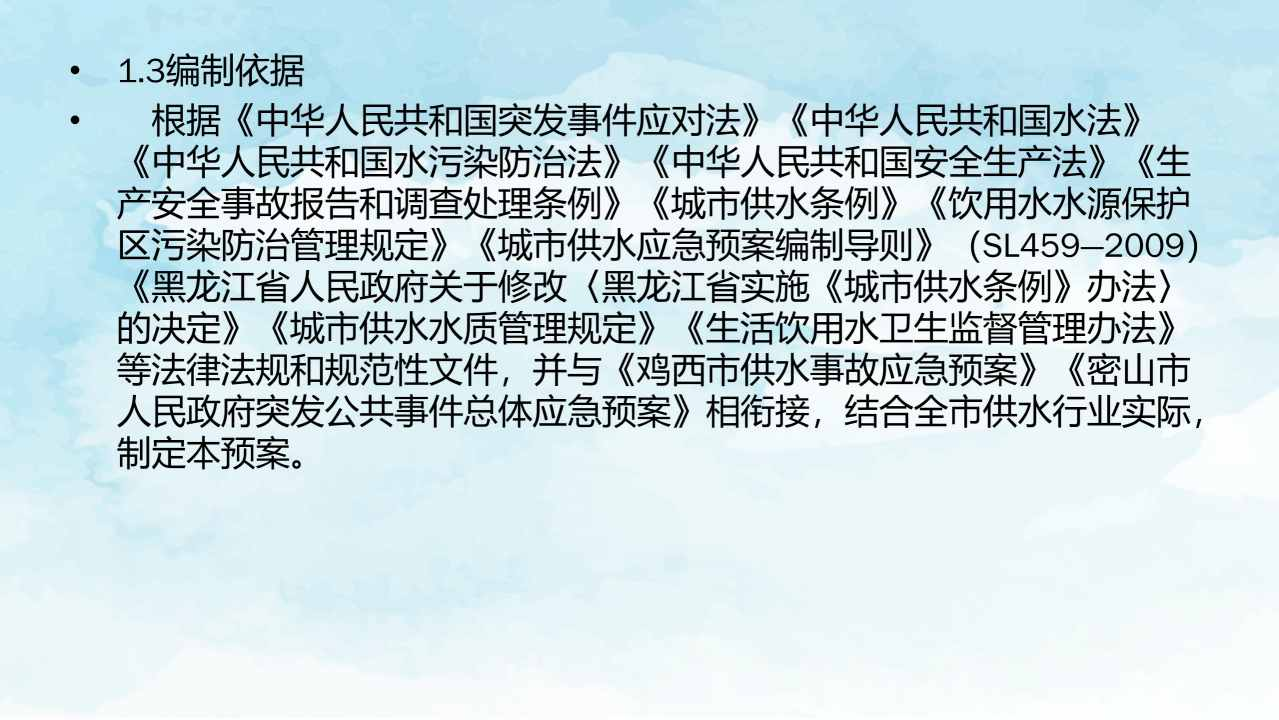 • 1.3编制依据
• 根据《中华人民共和国突发事件应对法》《中华人民共和国水法》
《中华人民共和国水污染防治法》《中华人民共和国安全生产法》《生
产安全事故报告和调查处理条例》《城市供水条例》《饮用水水源保护
区污染防治管理规定》《城市供水应急预案编制导则》（SL459—2009）
《黑龙江省人民政府关于修改〈黑龙江省实施《城市供水条例》办法〉
的决定》《城市供水水质管理规定》《生活饮用水卫生监督管理办法》
等法律法规和规范性文件，并与《鸡西市供水事故应急预案》《密山市
人民政府突发公共事件总体应急预案》相衔接，结合全市供水行业实际，
制定本预案。